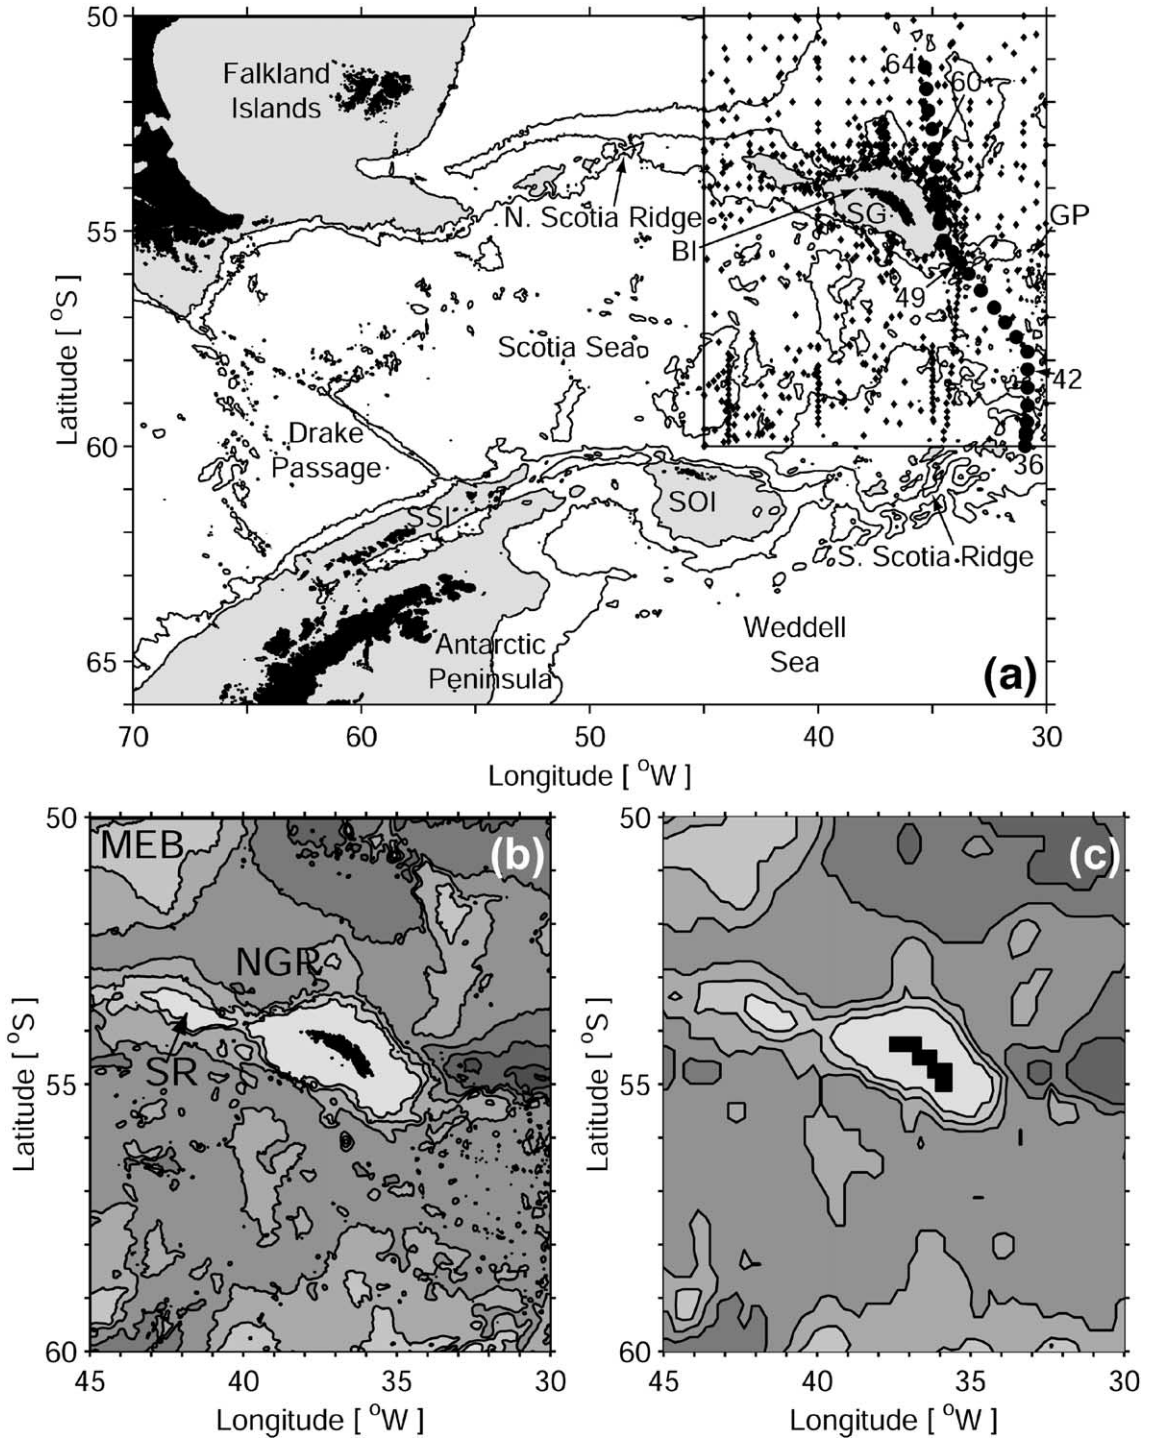 50
55
60
65
Latitude [ °S ]
Falkland
Islands
N. Scotia Ridge
BI
SG
64
60
GP
49
42
36
Scotia Sea
Drake
Passage
SSI
SOI
S. Scotia Ridge
Antarctic
Peninsula
Weddell
Sea
(a)
70
60
50
40
30
Longitude [ °W ]
50
55
60
Latitude [ °S ]
MEB
NGR
SR
(b)
45
40
35
30
Longitude [ °W ]
50
55
60
Latitude [ °S ]
(c)
45
40
35
30
Longitude [ °W ]